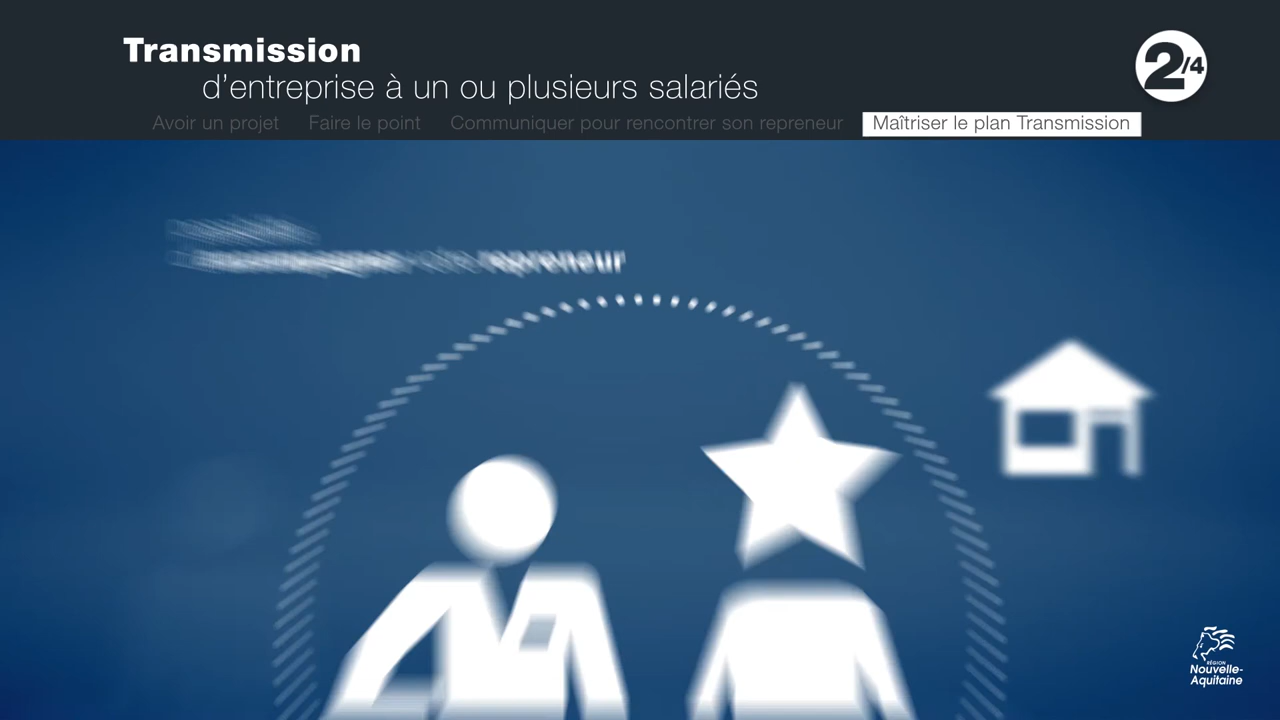 Transmission
d'entreprise à un ou plusieurs salariés
2/4
Avoir un projet Faire le point Communiquer pour rencontrer son repreneur Maîtriser le plan Transmission
repreneur
RÉGION
Nouvelle-
Aquitaine